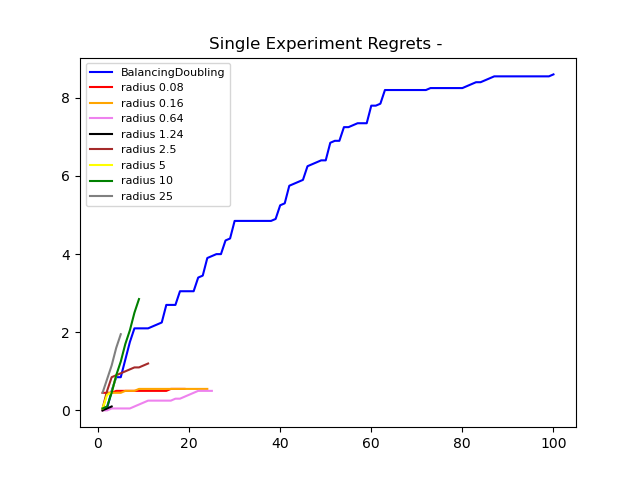 Single Experiment Regrets -
BalancingDoubling
radius 0.08
radius 0.16
radius 0.64
radius 1.24
radius 2.5
radius 5
radius 10
radius 25
8
6
4
2
0
0 20 40 60 80 100